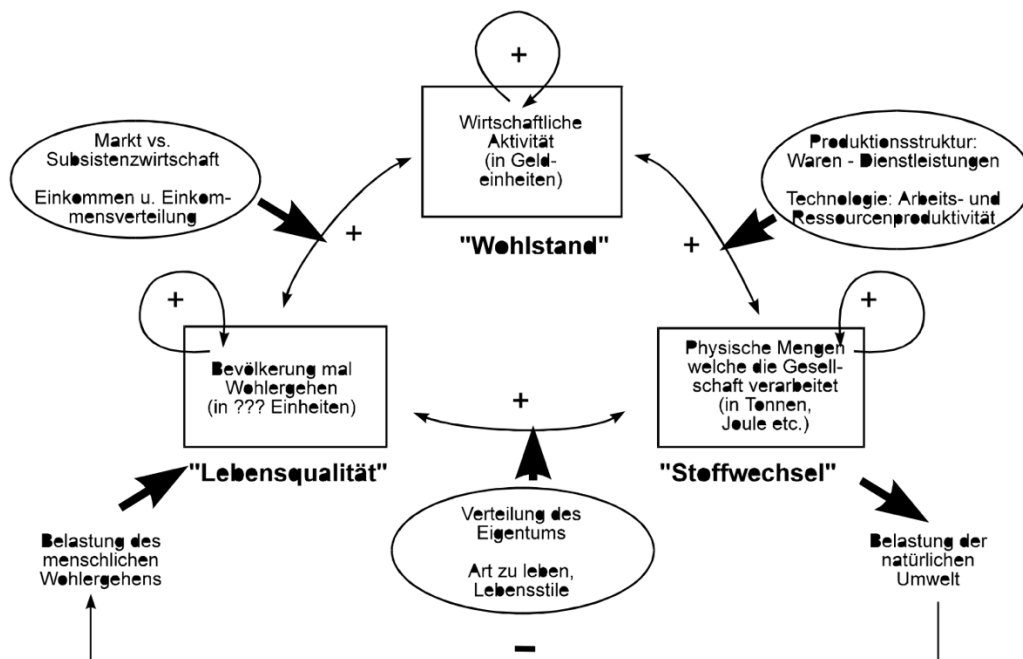 +
Wirtschaftliche
Aktivität
(in Geld-
einheiten)
"Wohlstand"
Markt vs.
Subsistenzwirtschaft
Einkommen u. Einkom-
mensverteilung
+
Produktionsstruktur:
Waren - Dienstleistungen
Technologie: Arbeits- und
Ressourcenproduktivität
+
+
Bevölkerung mal
Wohlergehen
(in ??? Einheiten)
"Lebensqualität"
+
Physische Mengen
welche die Gesell-
schaft verarbeitet
(in Tonnen,
Joule etc.)
"Stoffwechsel"
+
Verteilung des
Eigentums
Art zu leben,
Lebensstile
Belastung des
menschlichen
Wohlergehens
Belastung der
natürlichen
Umwelt
–